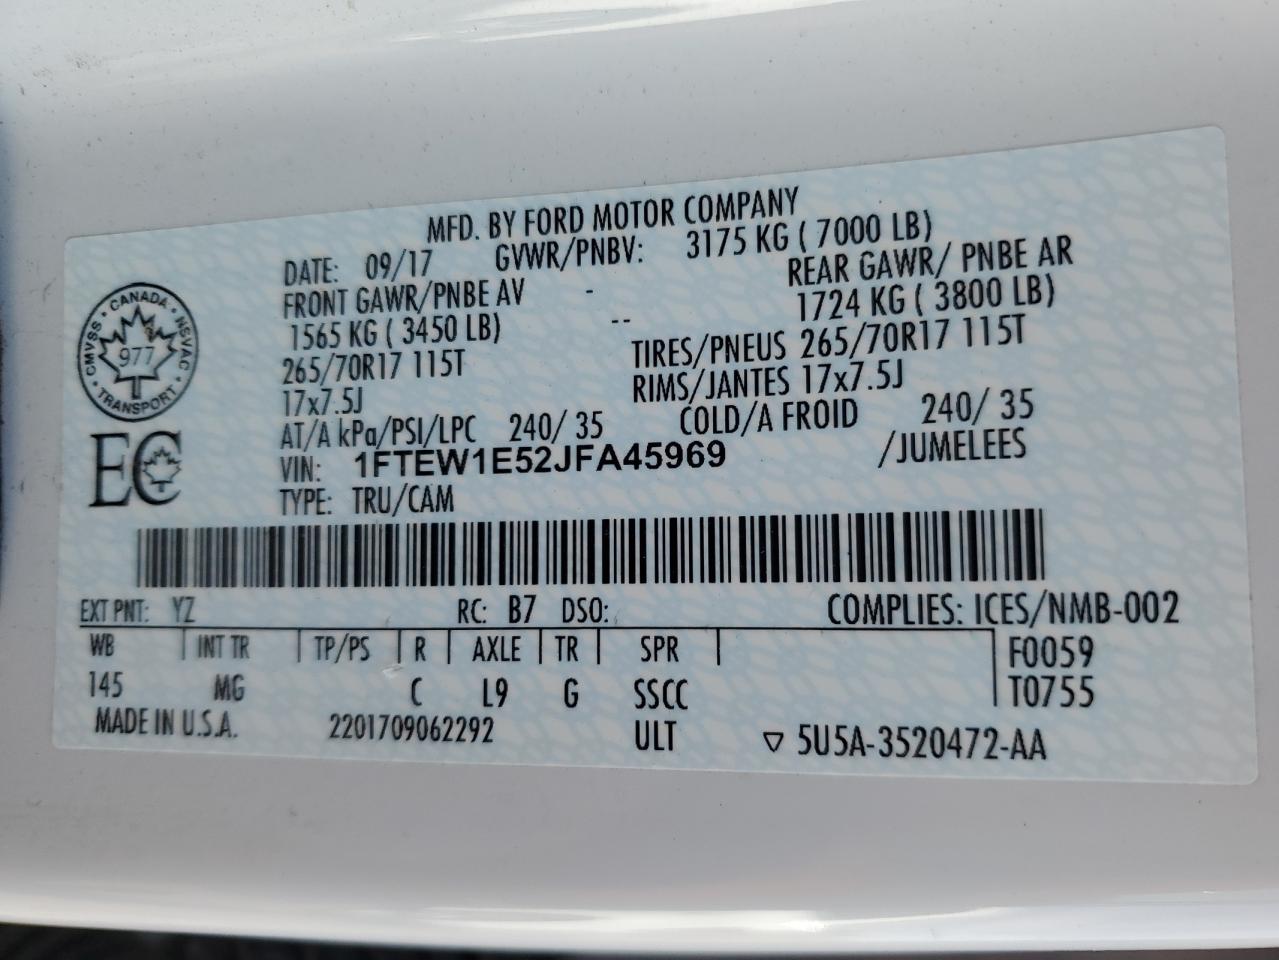 MFD. BY FORD MOTOR COMPANY
DATE: 09/17 GVWR/PNBV: 3175 KG ( 7000 LB)
FRONT GAWR/PNBE AV - REAR GAWR/ PNBE AR
1565 KG ( 3450 LB) -- 1724 KG ( 3800 LB)
265/70R17 115T TIRES/PNEUS 265/70R17 115T
17x7.5J RIMS/JANTES 17x7.5J
AT/A kPa/PSI/LPC 240/ 35 COLD/A FROID 240/ 35
VIN: 1FTEW1E52JFA45969 /JUMELEES
TYPE: TRU/CAM
CANADA
CMVSS 977 NSVAC
TRANSPORT
EC
EXT PNT: YZ RC: B7 DSO: COMPLIES: ICES/NMB-002
WB INT TR TP/PS R AXLE TR SPR F0059
145 MG C L9 G SSCC T0755
MADE IN U.S.A. 2201709062292 ULT ▽ 5U5A-3520472-AA